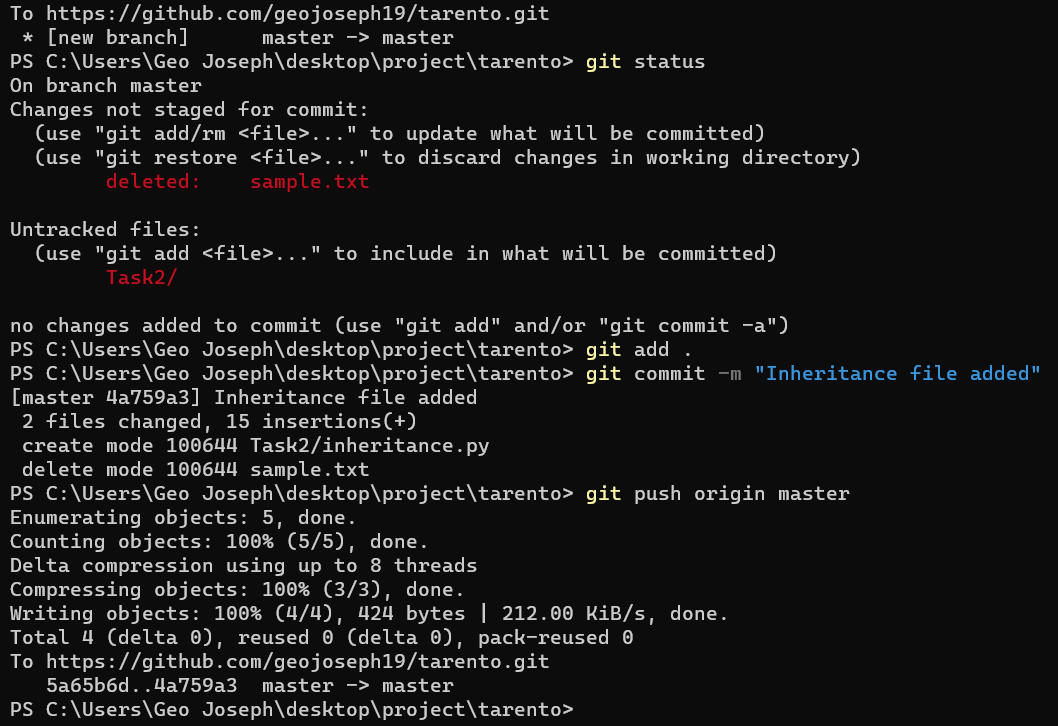 To https://github.com/geojoseph19/tarento.git
 * [new branch]      master -> master
PS C:\Users\Geo Joseph\desktop\project\tarento> git status
On branch master
Changes not staged for commit:
  (use "git add/rm <file>..." to update what will be committed)
  (use "git restore <file>..." to discard changes in working directory)
        deleted:    sample.txt

Untracked files:
  (use "git add <file>..." to include in what will be committed)
        Task2/

no changes added to commit (use "git add" and/or "git commit -a")
PS C:\Users\Geo Joseph\desktop\project\tarento> git add .
PS C:\Users\Geo Joseph\desktop\project\tarento> git commit -m "Inheritance file added"
[master 4a759a3] Inheritance file added
 2 files changed, 15 insertions(+)
 create mode 100644 Task2/inheritance.py
 delete mode 100644 sample.txt
PS C:\Users\Geo Joseph\desktop\project\tarento> git push origin master
Enumerating objects: 5, done.
Counting objects: 100% (5/5), done.
Delta compression using up to 8 threads
Compressing objects: 100% (3/3), done.
Writing objects: 100% (4/4), 424 bytes | 212.00 KiB/s, done.
Total 4 (delta 0), reused 0 (delta 0), pack-reused 0
To https://github.com/geojoseph19/tarento.git
   5a65b6d..4a759a3  master -> master
PS C:\Users\Geo Joseph\desktop\project\tarento>